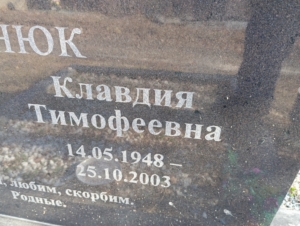 НЮК
Клавдия
Тимофеевна
14.05.1948 –
25.10.2003
любим, скорбим.
Родные.